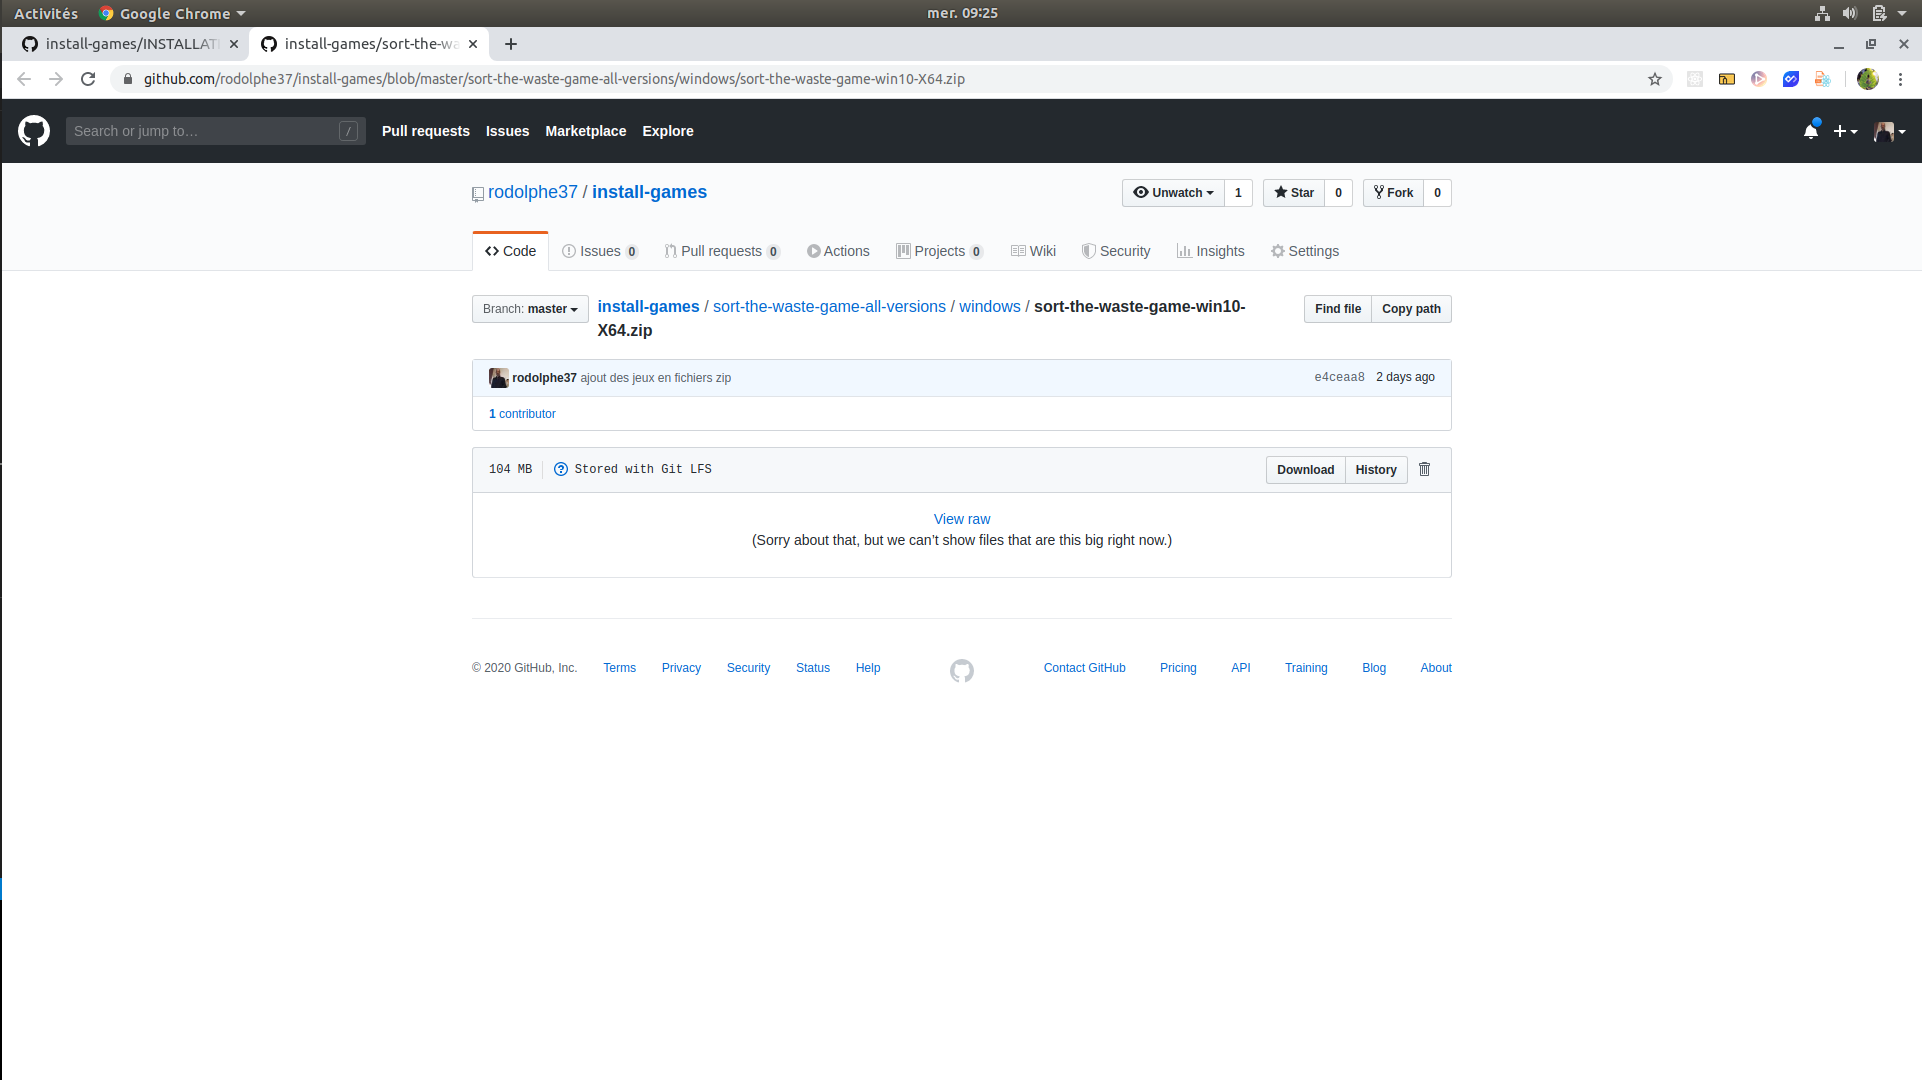 Activités Google Chrome mer. 09:25
install-games/INSTALLAT install-games/sort-the-wa
github.com/rodolphe37/install-games/blob/master/sort-the-waste-game-all-versions/windows/sort-the-waste-game-win10-X64.zip
Search or jump to… / Pull requests Issues Marketplace Explore
rodolphe37 / install-games Unwatch 1 Star 0 Fork 0
Code Issues 0 Pull requests 0 Actions Projects 0 Wiki Security Insights Settings
Branch: master install-games / sort-the-waste-game-all-versions / windows / sort-the-waste-game-win10- Find file Copy path
X64.zip
rodolphe37 ajout des jeux en fichiers zip e4ceaa8 2 days ago
1 contributor
104 MB Stored with Git LFS Download History
View raw
(Sorry about that, but we can’t show files that are this big right now.)
© 2020 GitHub, Inc. Terms Privacy Security Status Help Contact GitHub Pricing API Training Blog About